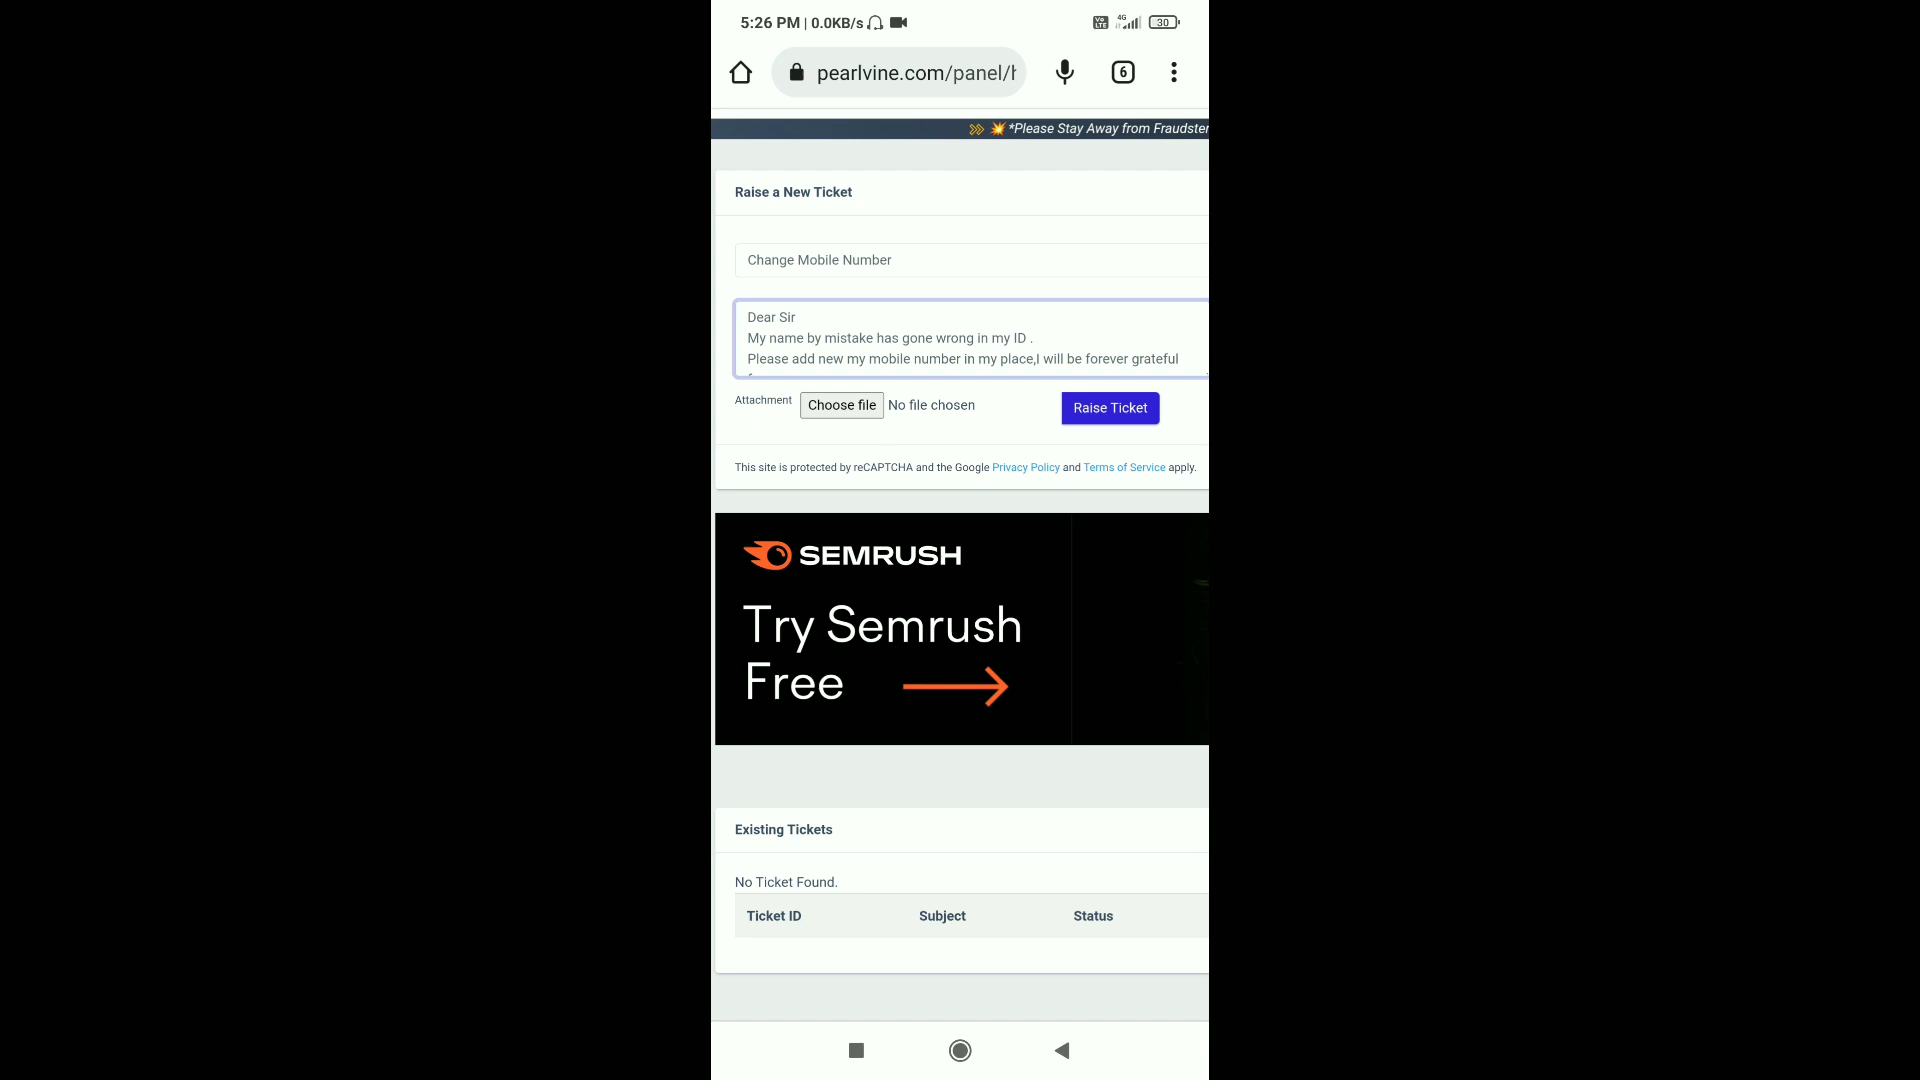 5:26 PM | 0.0KB/s
Vo LTE 4G 30
pearlvine.com/panel/h
6
*Please Stay Away from Fraudster
Raise a New Ticket
Change Mobile Number
Dear Sir
My name by mistake has gone wrong in my ID .
Please add new my mobile number in my place,I will be forever grateful
Attachment Choose file No file chosen Raise Ticket
This site is protected by reCAPTCHA and the Google Privacy Policy and Terms of Service apply.
SEMRUSH
Try Semrush
Free
Existing Tickets
No Ticket Found.
Ticket ID Subject Status